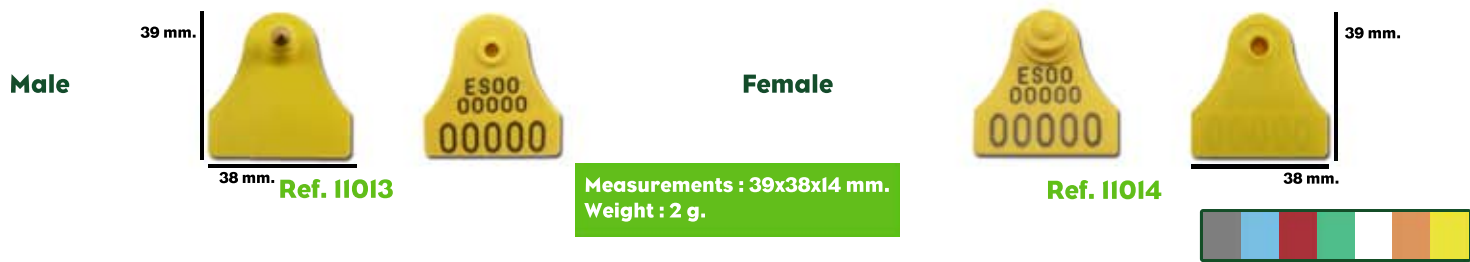 39 mm.
Male
ES00
00000
00000
38 mm.
Ref. 11013
Measurements : 39x38x14 mm.
Weight : 2 g.
Female
ES00
00000
00000
Ref. 11014
39 mm.
00000
38 mm.